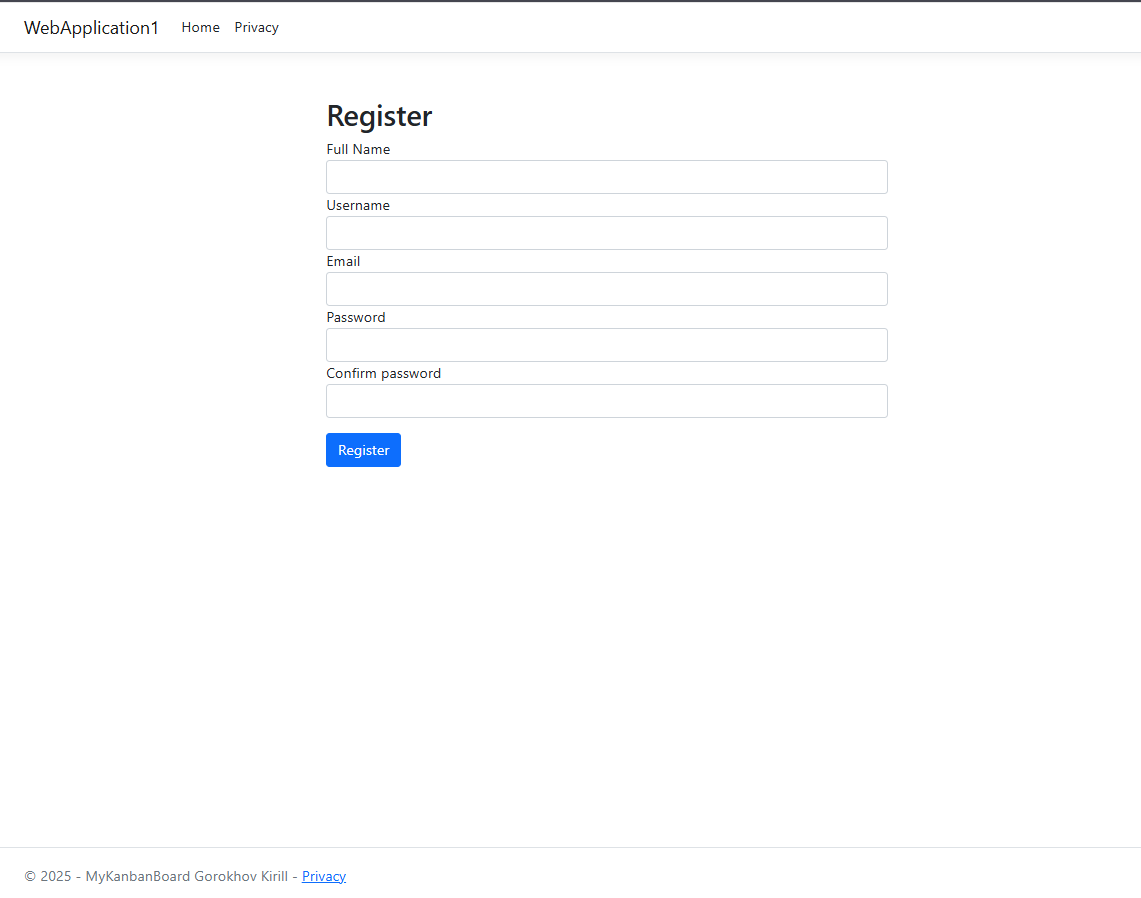 WebApplication1 Home Privacy
Register
Full Name
Username
Email
Password
Confirm password
Register
© 2025 - MyKanbanBoard Gorokhov Kirill - Privacy